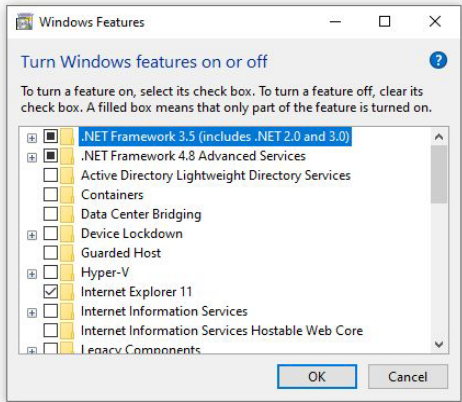 Windows Features
Turn Windows features on or off
To turn a feature on, select its check box. To turn a feature off, clear its
check box. A filled box means that only part of the feature is turned on.
.NET Framework 3.5 (includes .NET 2.0 and 3.0)
.NET Framework 4.8 Advanced Services
Active Directory Lightweight Directory Services
Containers
Data Center Bridging
Device Lockdown
Guarded Host
Hyper-V
Internet Explorer 11
Internet Information Services
Internet Information Services Hostable Web Core
Legacy Components
OK Cancel